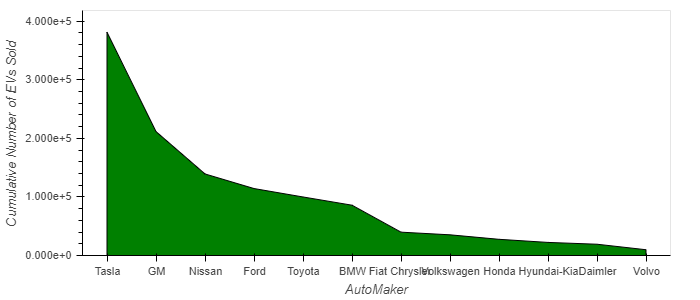 4.000e+5
3.000e+5
2.000e+5
1.000e+5
0.000e+0
Cumulative Number of EVs Sold
Tasla GM Nissan Ford Toyota BMW Fiat Chrysler Volkswagen Honda Hyundai-Kia Daimler Volvo
AutoMaker